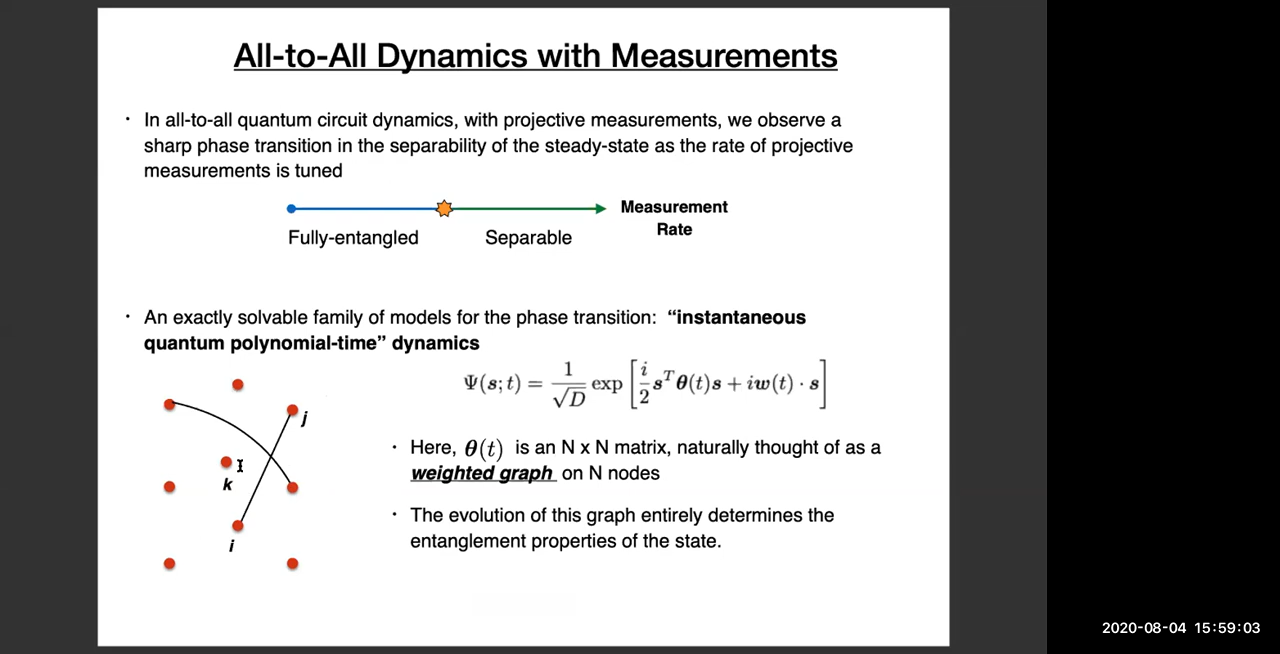 All-to-All Dynamics with Measurements
· In all-to-all quantum circuit dynamics, with projective measurements, we observe a
sharp phase transition in the separability of the steady-state as the rate of projective
measurements is tuned
Measurement
Rate
Fully-entangled Separable
· An exactly solvable family of models for the phase transition: “instantaneous
quantum polynomial-time” dynamics
Ψ(s; t) = 1/√D exp [i/2 sᵀθ(t)s + iw(t) · s]
j
k
i
· Here, θ(t) is an N x N matrix, naturally thought of as a
weighted graph on N nodes
· The evolution of this graph entirely determines the
entanglement properties of the state.
2020-08-04 15:59:03